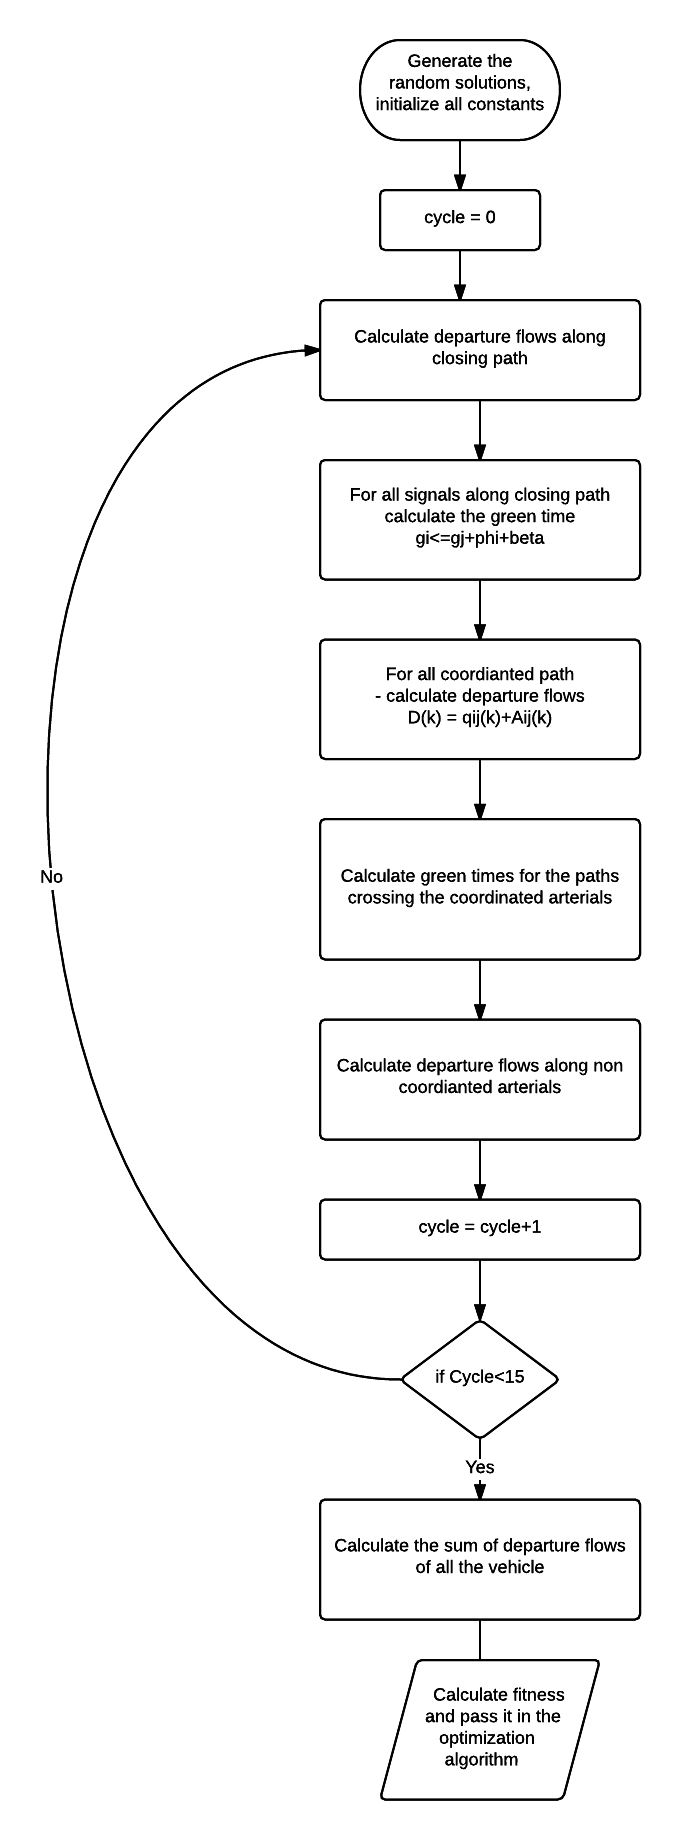 Generate the
random solutions,
initialize all constants
cycle = 0
Calculate departure flows along
closing path
For all signals along closing path
calculate the green time
gi<=gj+phi+beta
For all coordianted path
- calculate departure flows
D(k) = qij(k)+Aij(k)
Calculate green times for the paths
crossing the coordinated arterials
No
Calculate departure flows along non
coordianted arterials
cycle = cycle+1
if Cycle<15
Yes
Calculate the sum of departure flows
of all the vehicle
Calculate fitness
and pass it in the
optimization
algorithm